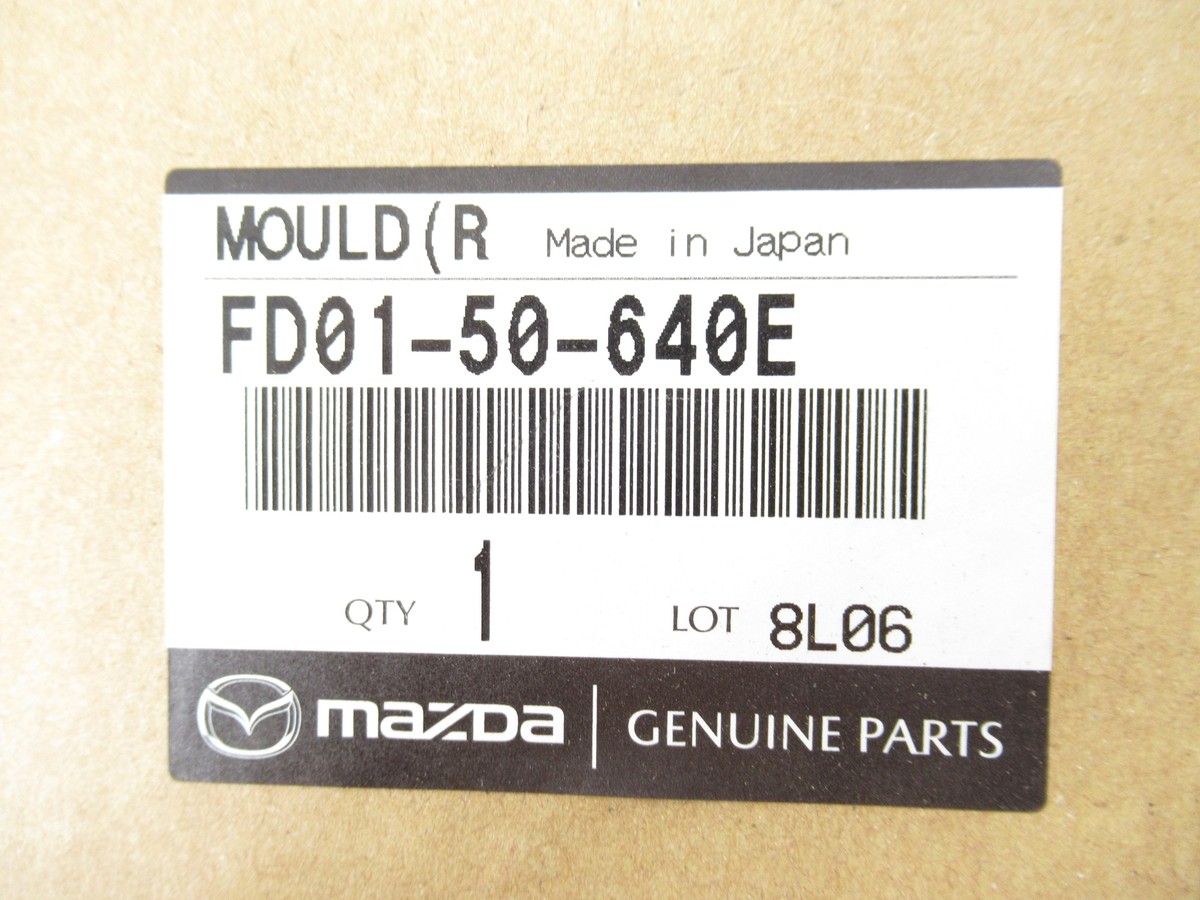 MOULD(R Made in Japan
FD01-50-640E
QTY 1 LOT 8L06
mazda GENUINE PARTS